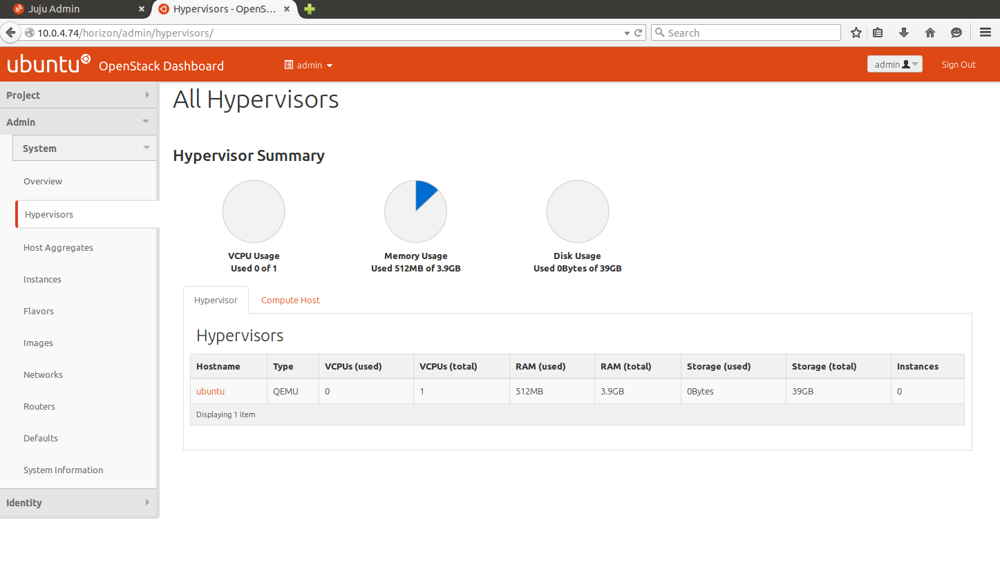 Juju Admin
Hypervisors - OpenS...
10.0.4.74/horizon/admin/hypervisors/
Search
ubuntu OpenStack Dashboard
admin
admin
Sign Out
Project
Admin
System
Overview
Hypervisors
Host Aggregates
Instances
Flavors
Images
Networks
Routers
Defaults
System Information
Identity
All Hypervisors
Hypervisor Summary
VCPU Usage
Used 0 of 1
Memory Usage
Used 512MB of 3.9GB
Disk Usage
Used 0Bytes of 39GB
Hypervisor Compute Host
Hypervisors
Hostname Type VCPUs (used) VCPUs (total) RAM (used) RAM (total) Storage (used) Storage (total) Instances
ubuntu QEMU 0 1 512MB 3.9GB 0Bytes 39GB 0
Displaying 1 item